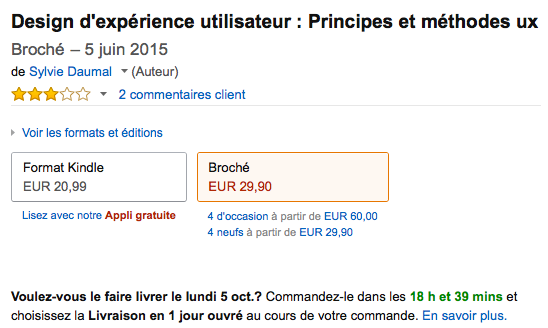 Design d'expérience utilisateur : Principes et méthodes ux
Broché – 5 juin 2015
de Sylvie Daumal (Auteur)
2 commentaires client
Voir les formats et éditions
Format Kindle
EUR 20,99
Broché
EUR 29,90
Lisez avec notre Appli gratuite
4 d'occasion à partir de EUR 60,00
4 neufs à partir de EUR 29,90
Voulez-vous le faire livrer le lundi 5 oct.? Commandez-le dans les 18 h et 39 mins et
choisissez la Livraison en 1 jour ouvré au cours de votre commande. En savoir plus.